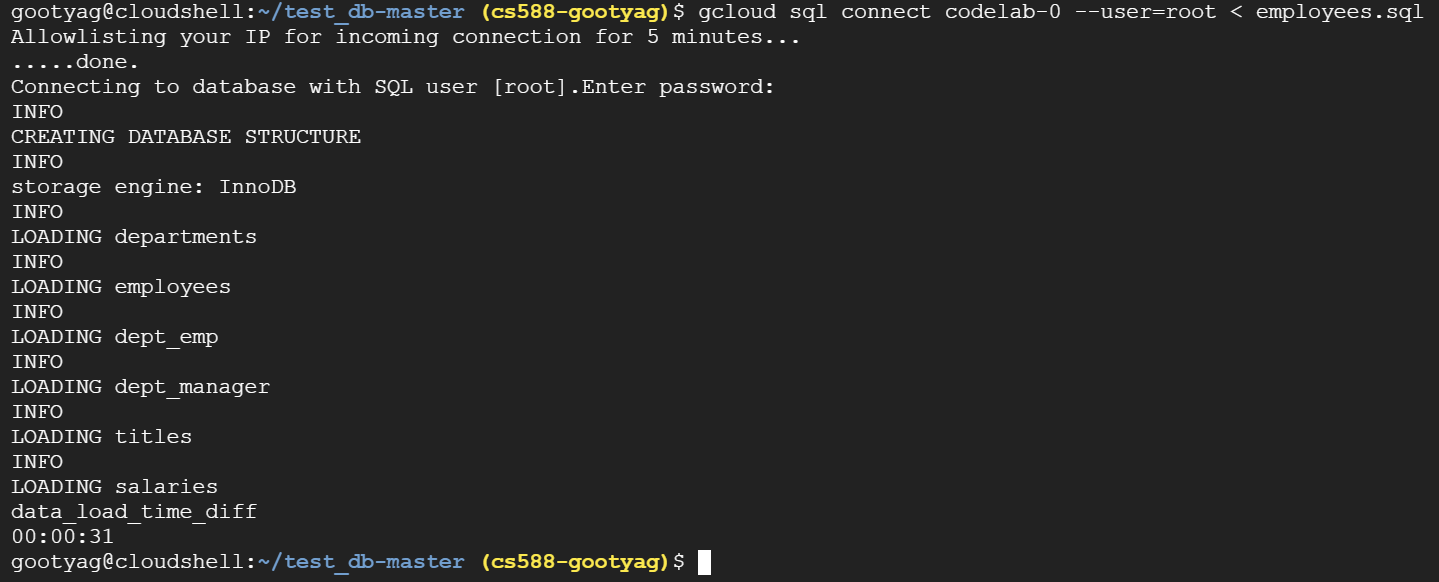 gootyag@cloudshell:~/test_db-master (cs588-gootyag)$ gcloud sql connect codelab-0 --user=root < employees.sql
Allowlisting your IP for incoming connection for 5 minutes...
.....done.
Connecting to database with SQL user [root].Enter password:
INFO
CREATING DATABASE STRUCTURE
INFO
storage engine: InnoDB
INFO
LOADING departments
INFO
LOADING employees
INFO
LOADING dept_emp
INFO
LOADING dept_manager
INFO
LOADING titles
INFO
LOADING salaries
data_load_time_diff
00:00:31
gootyag@cloudshell:~/test_db-master (cs588-gootyag)$